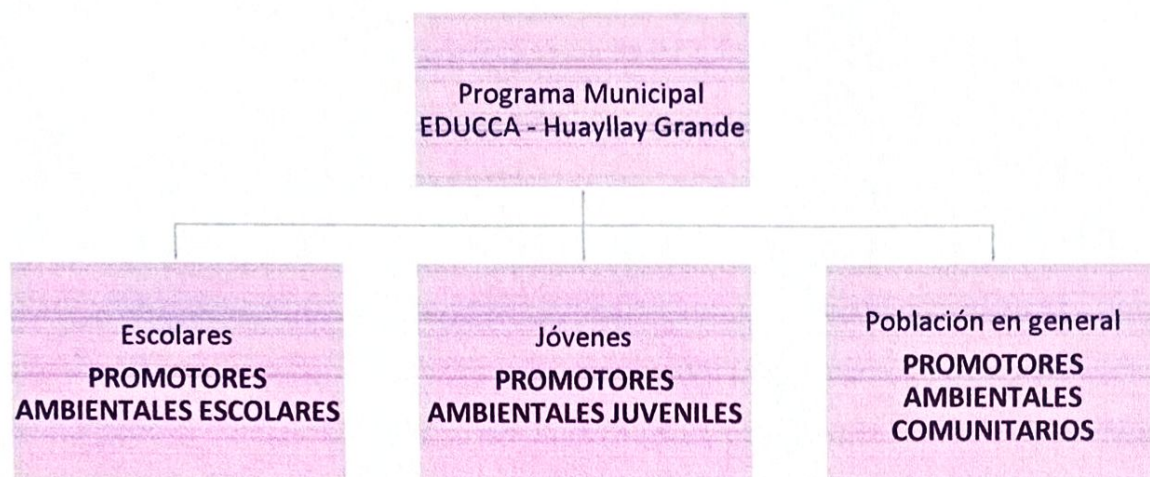 Programa Municipal
EDUCCA - Huayllay Grande
Escolares
PROMOTORES
AMBIENTALES ESCOLARES
Jóvenes
PROMOTORES
AMBIENTALES JUVENILES
Población en general
PROMOTORES
AMBIENTALES
COMUNITARIOS